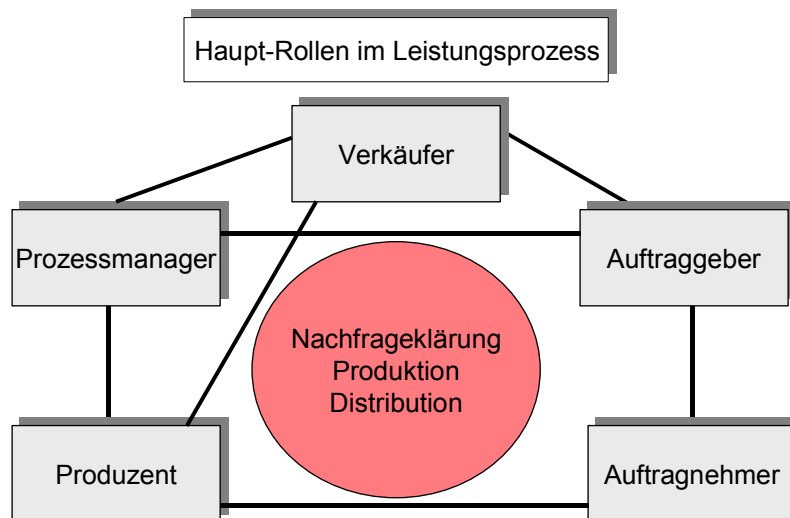 Haupt-Rollen im Leistungsprozess
Verkäufer
Prozessmanager
Auftraggeber
Nachfrageklärung
Produktion
Distribution
Produzent
Auftragnehmer